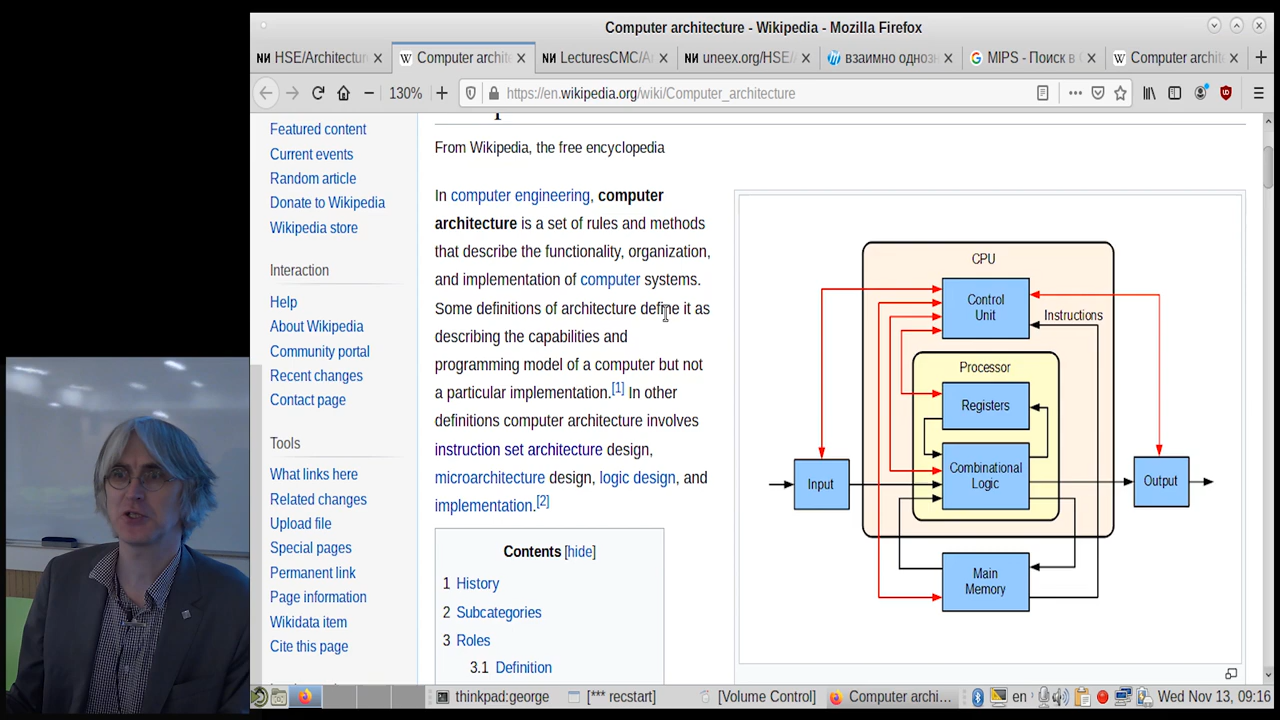 Computer architecture - Wikipedia - Mozilla Firefox
HSE/Architecture
Computer archite
LecturesCMC/Ar
uneex.org/HSE/
взаимно одноз
MIPS - Поиск в G
Computer archite
130%
https://en.wikipedia.org/wiki/Computer_architecture
Featured content
Current events
Random article
Donate to Wikipedia
Wikipedia store
Interaction
Help
About Wikipedia
Community portal
Recent changes
Contact page
Tools
What links here
Related changes
Upload file
Special pages
Permanent link
Page information
Wikidata item
Cite this page
From Wikipedia, the free encyclopedia
In computer engineering, computer
architecture is a set of rules and methods
that describe the functionality, organization,
and implementation of computer systems.
Some definitions of architecture define it as
describing the capabilities and
programming model of a computer but not
a particular implementation.[1] In other
definitions computer architecture involves
instruction set architecture design,
microarchitecture design, logic design, and
implementation.[2]
Contents [hide]
1 History
2 Subcategories
3 Roles
3.1 Definition
CPU
Control
Unit
Instructions
Processor
Registers
Combinational
Logic
Input
Output
Main
Memory
thinkpad:george
[*** recstart]
[Volume Control]
Computer archi...
en
Wed Nov 13, 09:16